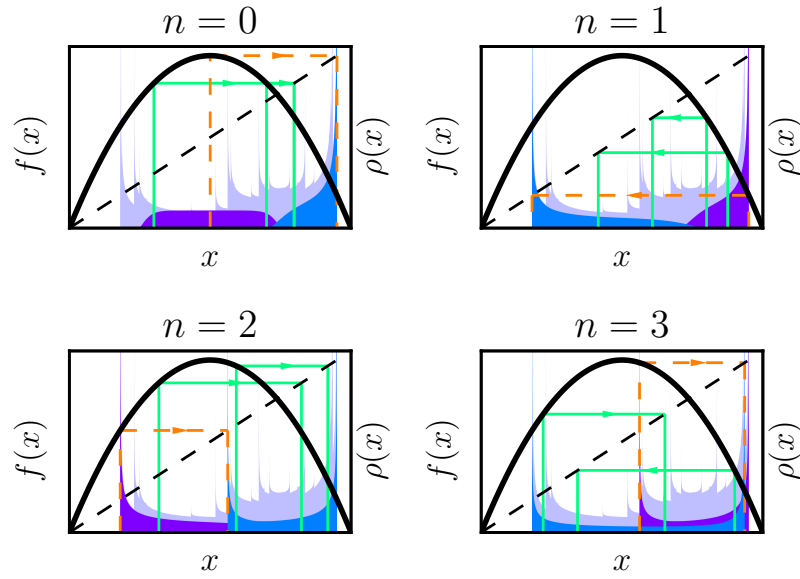 n = 0
f(x)
ρ(x)
x
n = 1
f(x)
ρ(x)
x
n = 2
f(x)
ρ(x)
x
n = 3
f(x)
ρ(x)
x